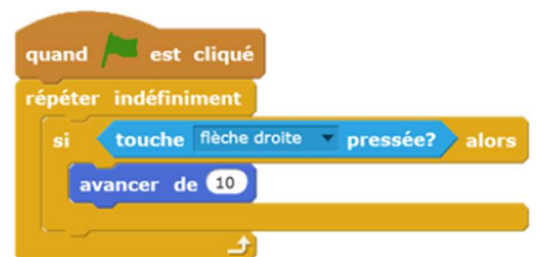 quand est cliqué
répéter indéfiniment
si touche flèche droite pressée? alors
avancer de 10